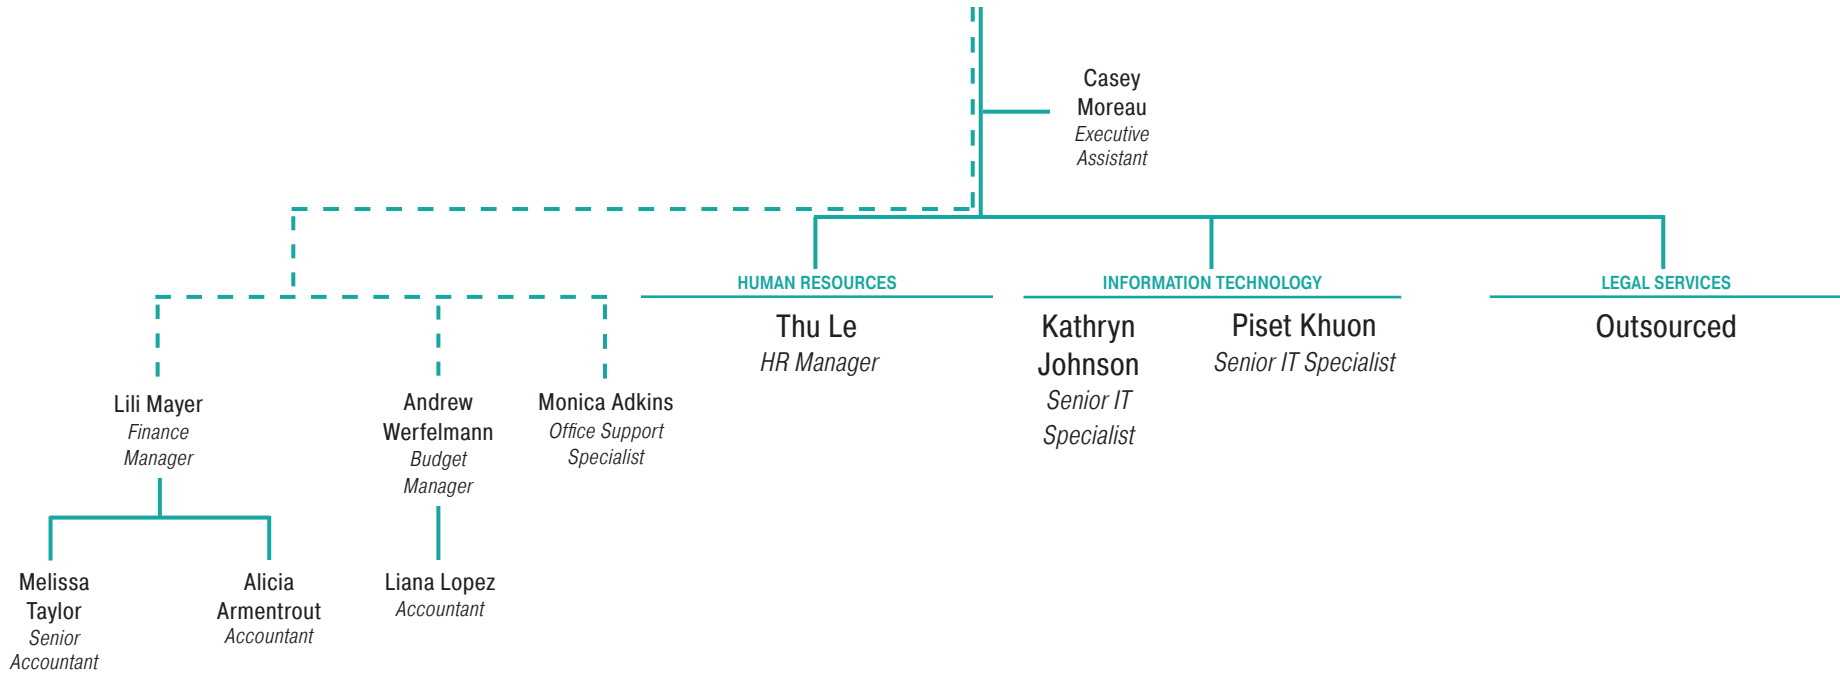 Casey
Moreau
Executive
Assistant
HUMAN RESOURCES
Thu Le
HR Manager
INFORMATION TECHNOLOGY
Kathryn
Johnson
Senior IT
Specialist
Piset Khuon
Senior IT Specialist
LEGAL SERVICES
Outsourced
Lili Mayer
Finance
Manager
Andrew
Werfelmann
Budget
Manager
Monica Adkins
Office Support
Specialist
Melissa
Taylor
Senior
Accountant
Alicia
Armentrout
Accountant
Liana Lopez
Accountant